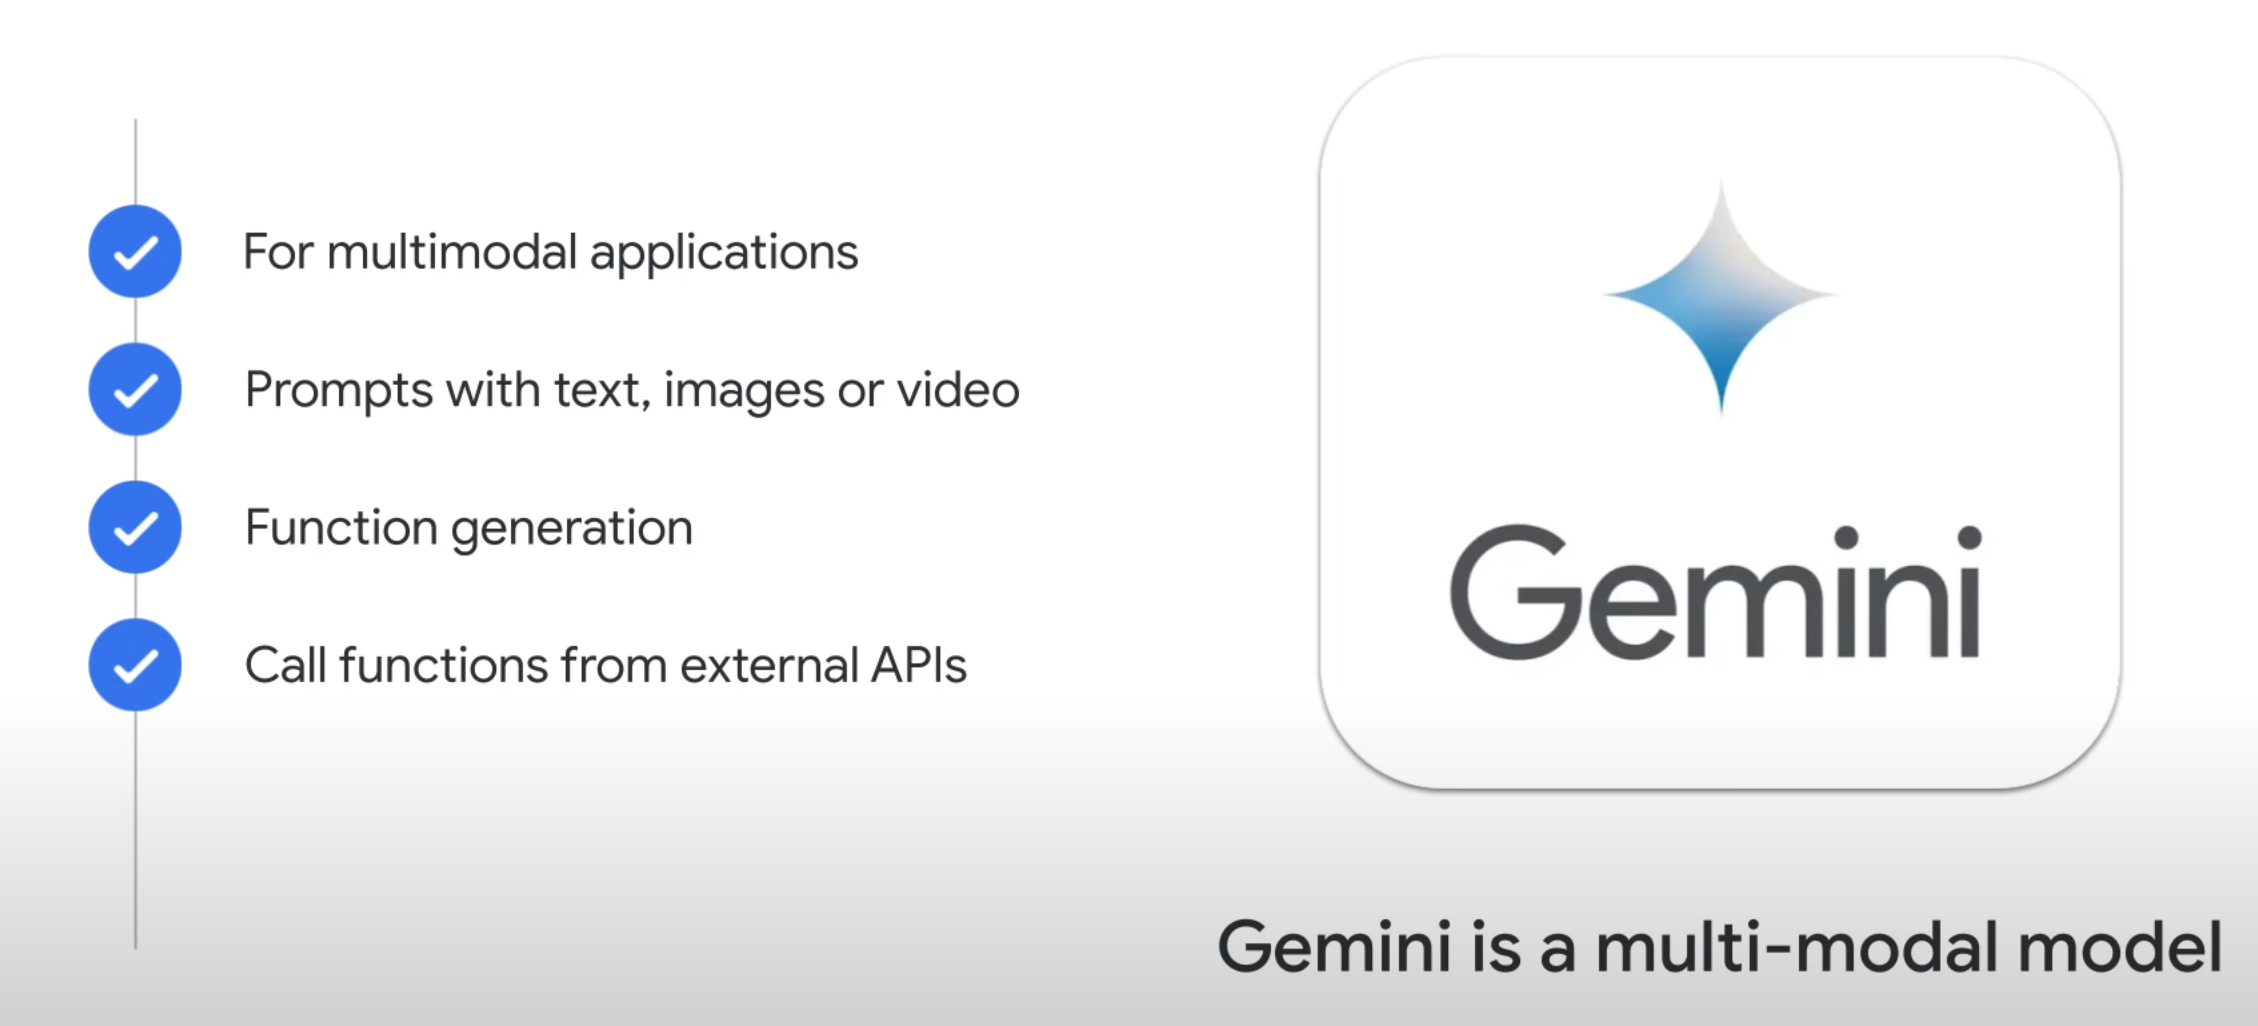 For multimodal applications
Prompts with text, images or video
Function generation
Call functions from external APIs
Gemini
Gemini is a multi-modal model